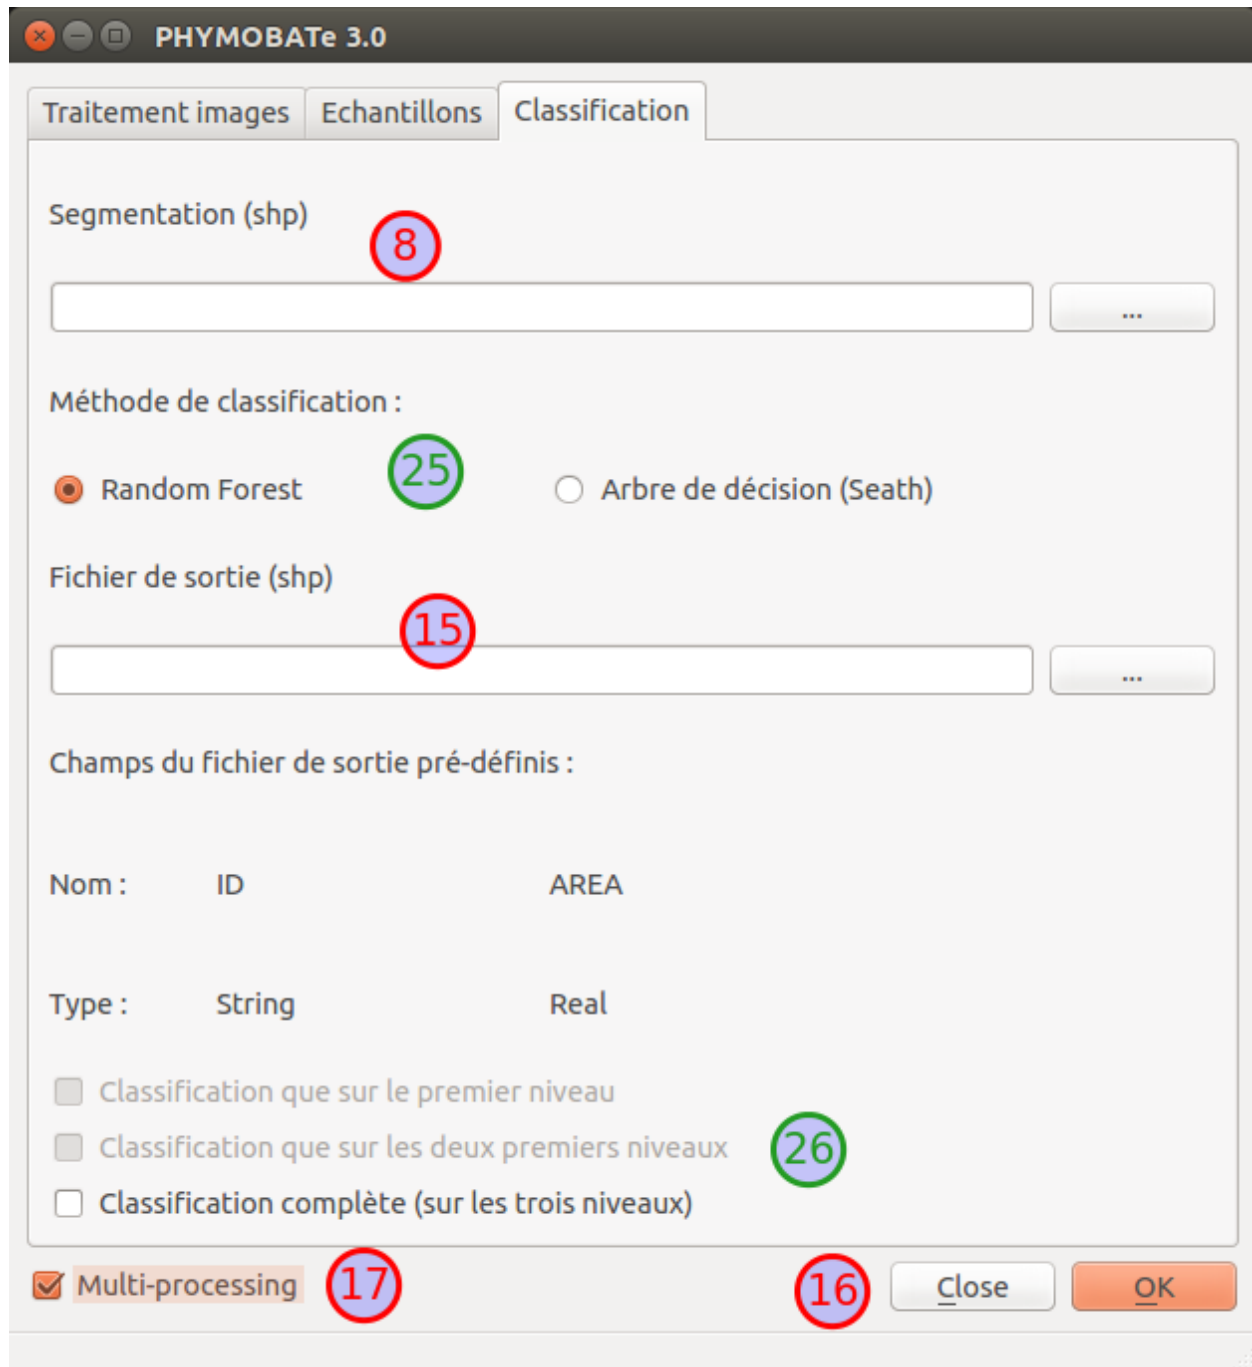 PHYMOBATe 3.0
Traitement images Echantillons Classification
Segmentation (shp)
8
...
Méthode de classification :
25
Random Forest Arbre de décision (Seath)
Fichier de sortie (shp)
15
...
Champs du fichier de sortie pré-définis :
Nom : ID AREA
Type : String Real
Classification que sur le premier niveau
Classification que sur les deux premiers niveaux 26
Classification complète (sur les trois niveaux)
Multi-processing 17 16 Close OK